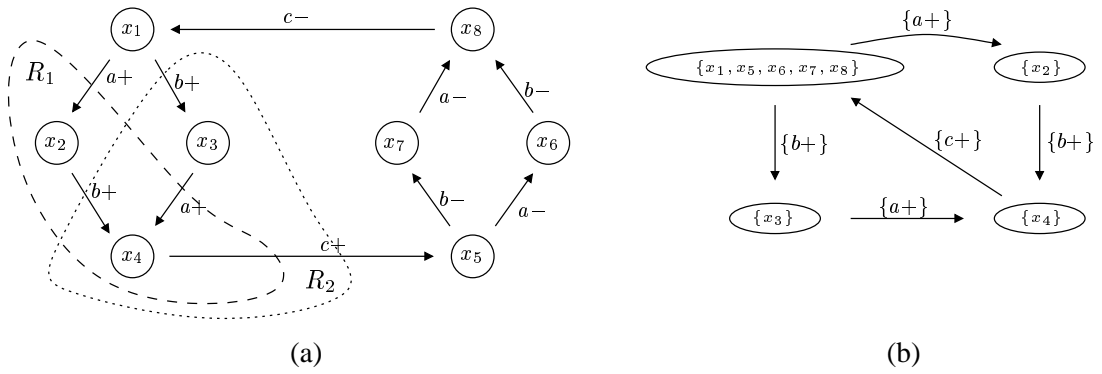 x1 c− x8
R1 a+ b+ a− b−
x2 x3 x7 x6
b+ a+ b− a−
x4 c+ x5
R2
(a)
{a+}
{x1, x5, x6, x7, x8} {x2}
{b+} {c+} {b+}
{x3} {a+} {x4}
(b)